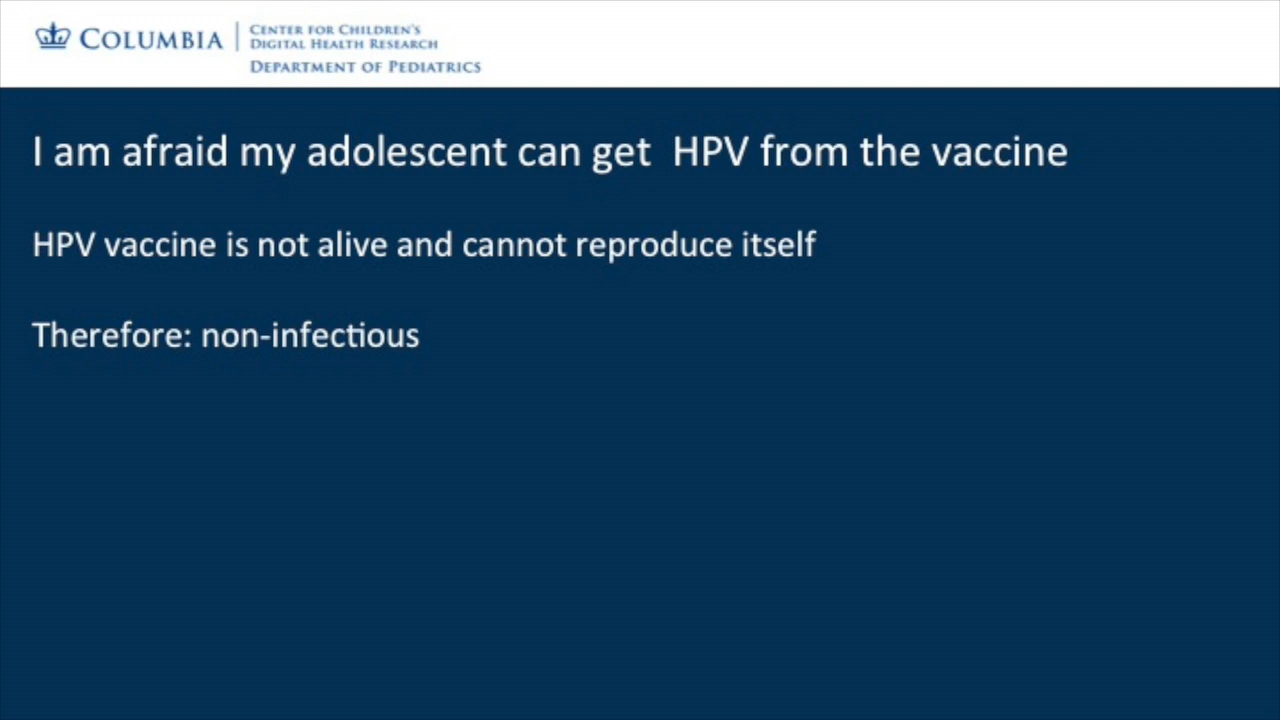 COLUMBIA
CENTER FOR CHILDREN'S
DIGITAL HEALTH RESEARCH
DEPARTMENT OF PEDIATRICS
I am afraid my adolescent can get  HPV from the vaccine
HPV vaccine is not alive and cannot reproduce itself
Therefore: non-infectious